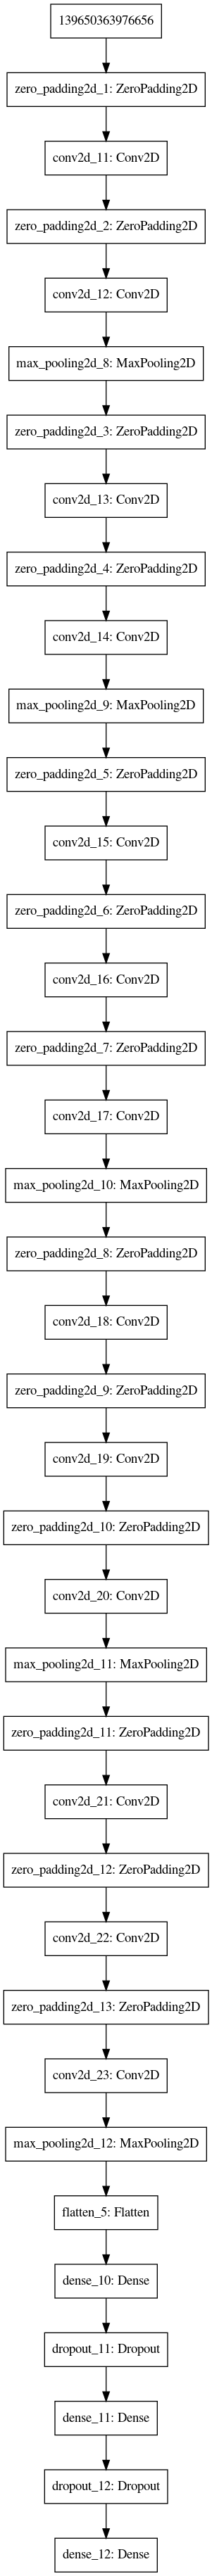 139650363976656
zero_padding2d_1: ZeroPadding2D
conv2d_11: Conv2D
zero_padding2d_2: ZeroPadding2D
conv2d_12: Conv2D
max_pooling2d_8: MaxPooling2D
zero_padding2d_3: ZeroPadding2D
conv2d_13: Conv2D
zero_padding2d_4: ZeroPadding2D
conv2d_14: Conv2D
max_pooling2d_9: MaxPooling2D
zero_padding2d_5: ZeroPadding2D
conv2d_15: Conv2D
zero_padding2d_6: ZeroPadding2D
conv2d_16: Conv2D
zero_padding2d_7: ZeroPadding2D
conv2d_17: Conv2D
max_pooling2d_10: MaxPooling2D
zero_padding2d_8: ZeroPadding2D
conv2d_18: Conv2D
zero_padding2d_9: ZeroPadding2D
conv2d_19: Conv2D
zero_padding2d_10: ZeroPadding2D
conv2d_20: Conv2D
max_pooling2d_11: MaxPooling2D
zero_padding2d_11: ZeroPadding2D
conv2d_21: Conv2D
zero_padding2d_12: ZeroPadding2D
conv2d_22: Conv2D
zero_padding2d_13: ZeroPadding2D
conv2d_23: Conv2D
max_pooling2d_12: MaxPooling2D
flatten_5: Flatten
dense_10: Dense
dropout_11: Dropout
dense_11: Dense
dropout_12: Dropout
dense_12: Dense